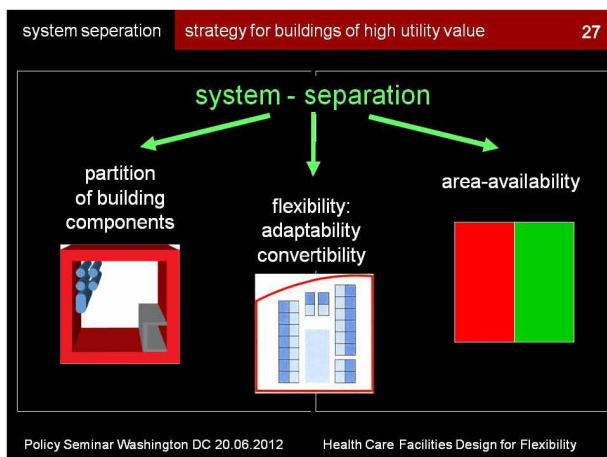 system seperation
strategy for buildings of high utility value
27
system - separation
partition
of building
components
flexibility:
adaptability
convertibility
area-availability
Policy Seminar Washington DC 20.06.2012
Health Care Facilities Design for Flexibility